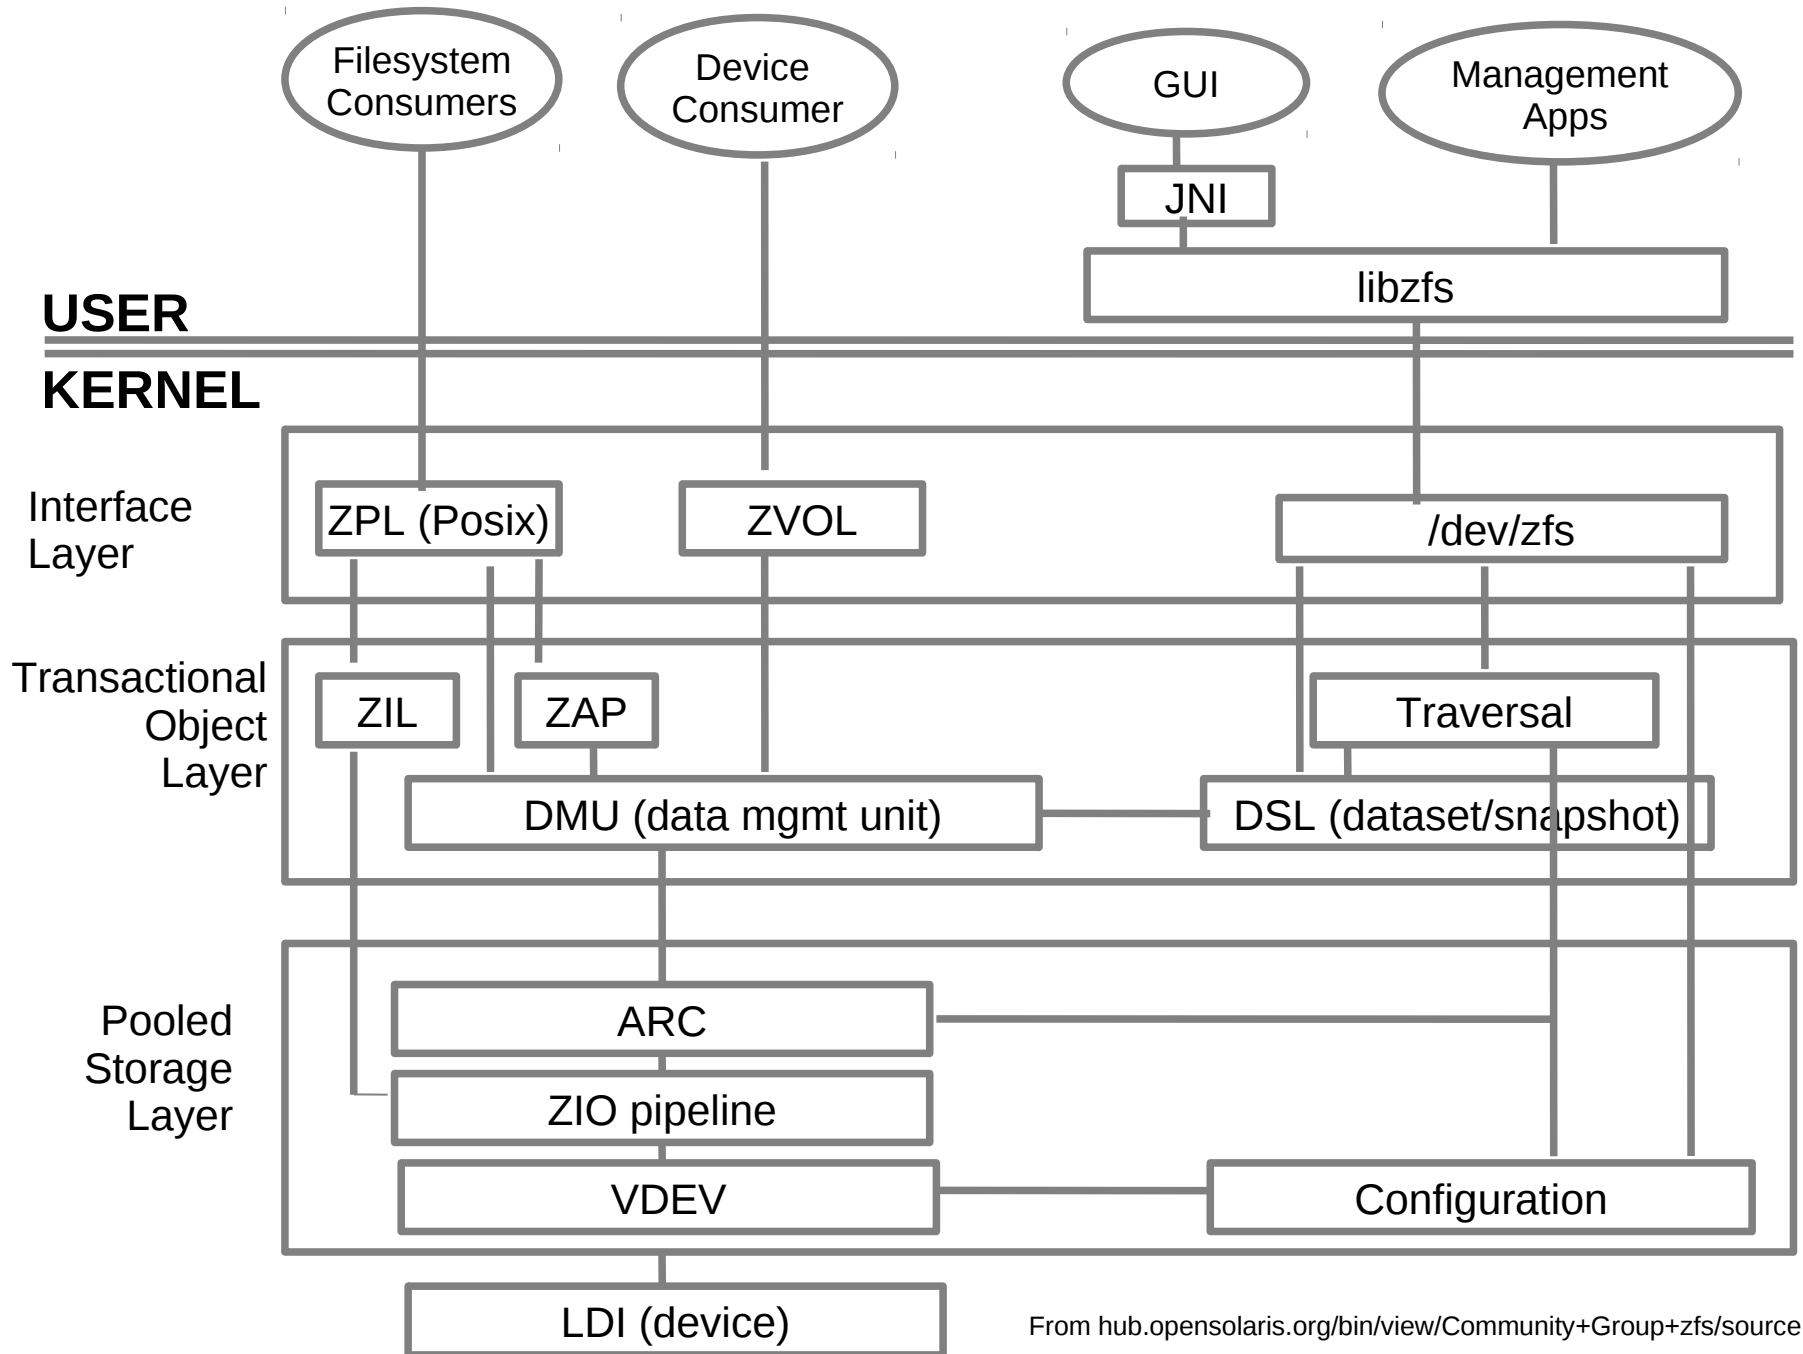 Filesystem
Consumers
Device
Consumer
GUI
Management
Apps
JNI
libzfs
USER
KERNEL
Interface
Layer
ZPL (Posix)
ZVOL
/dev/zfs
Transactional
Object
Layer
ZIL
ZAP
Traversal
DMU (data mgmt unit)
DSL (dataset/snapshot)
Pooled
Storage
Layer
ARC
ZIO pipeline
VDEV
Configuration
LDI (device)
From hub.opensolaris.org/bin/view/Community+Group+zfs/source